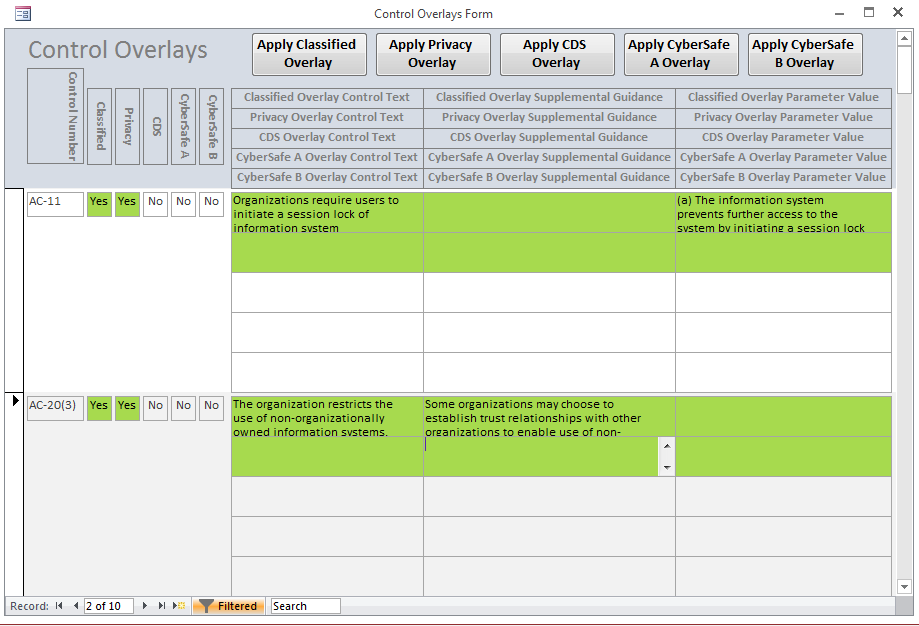 Control Overlays Form
Control Overlays
Apply Classified
Overlay
Apply Privacy
Overlay
Apply CDS
Overlay
Apply CyberSafe
A Overlay
Apply CyberSafe
B Overlay
Control Number
Classified
Privacy
CDS
CyberSafe A
CyberSafe B
Classified Overlay Control Text
Classified Overlay Supplemental Guidance
Classified Overlay Parameter Value
Privacy Overlay Control Text
Privacy Overlay Supplemental Guidance
Privacy Overlay Parameter Value
CDS Overlay Control Text
CDS Overlay Supplemental Guidance
CDS Overlay Parameter Value
CyberSafe A Overlay Control Text
CyberSafe A Overlay Supplemental Guidance
CyberSafe A Overlay Parameter Value
CyberSafe B Overlay Control Text
CyberSafe B Overlay Supplemental Guidance
CyberSafe B Overlay Parameter Value
AC-11
Yes
Yes
No
No
No
Organizations require users to
initiate a session lock of
information system
(a) The information system
prevents further access to the
system by initiating a session lock
AC-20(3)
Yes
Yes
No
No
No
The organization restricts the
use of non-organizationally
owned information systems.
Some organizations may choose to
establish trust relationships with other
organizations to enable use of non-
Record:
2 of 10
Filtered
Search